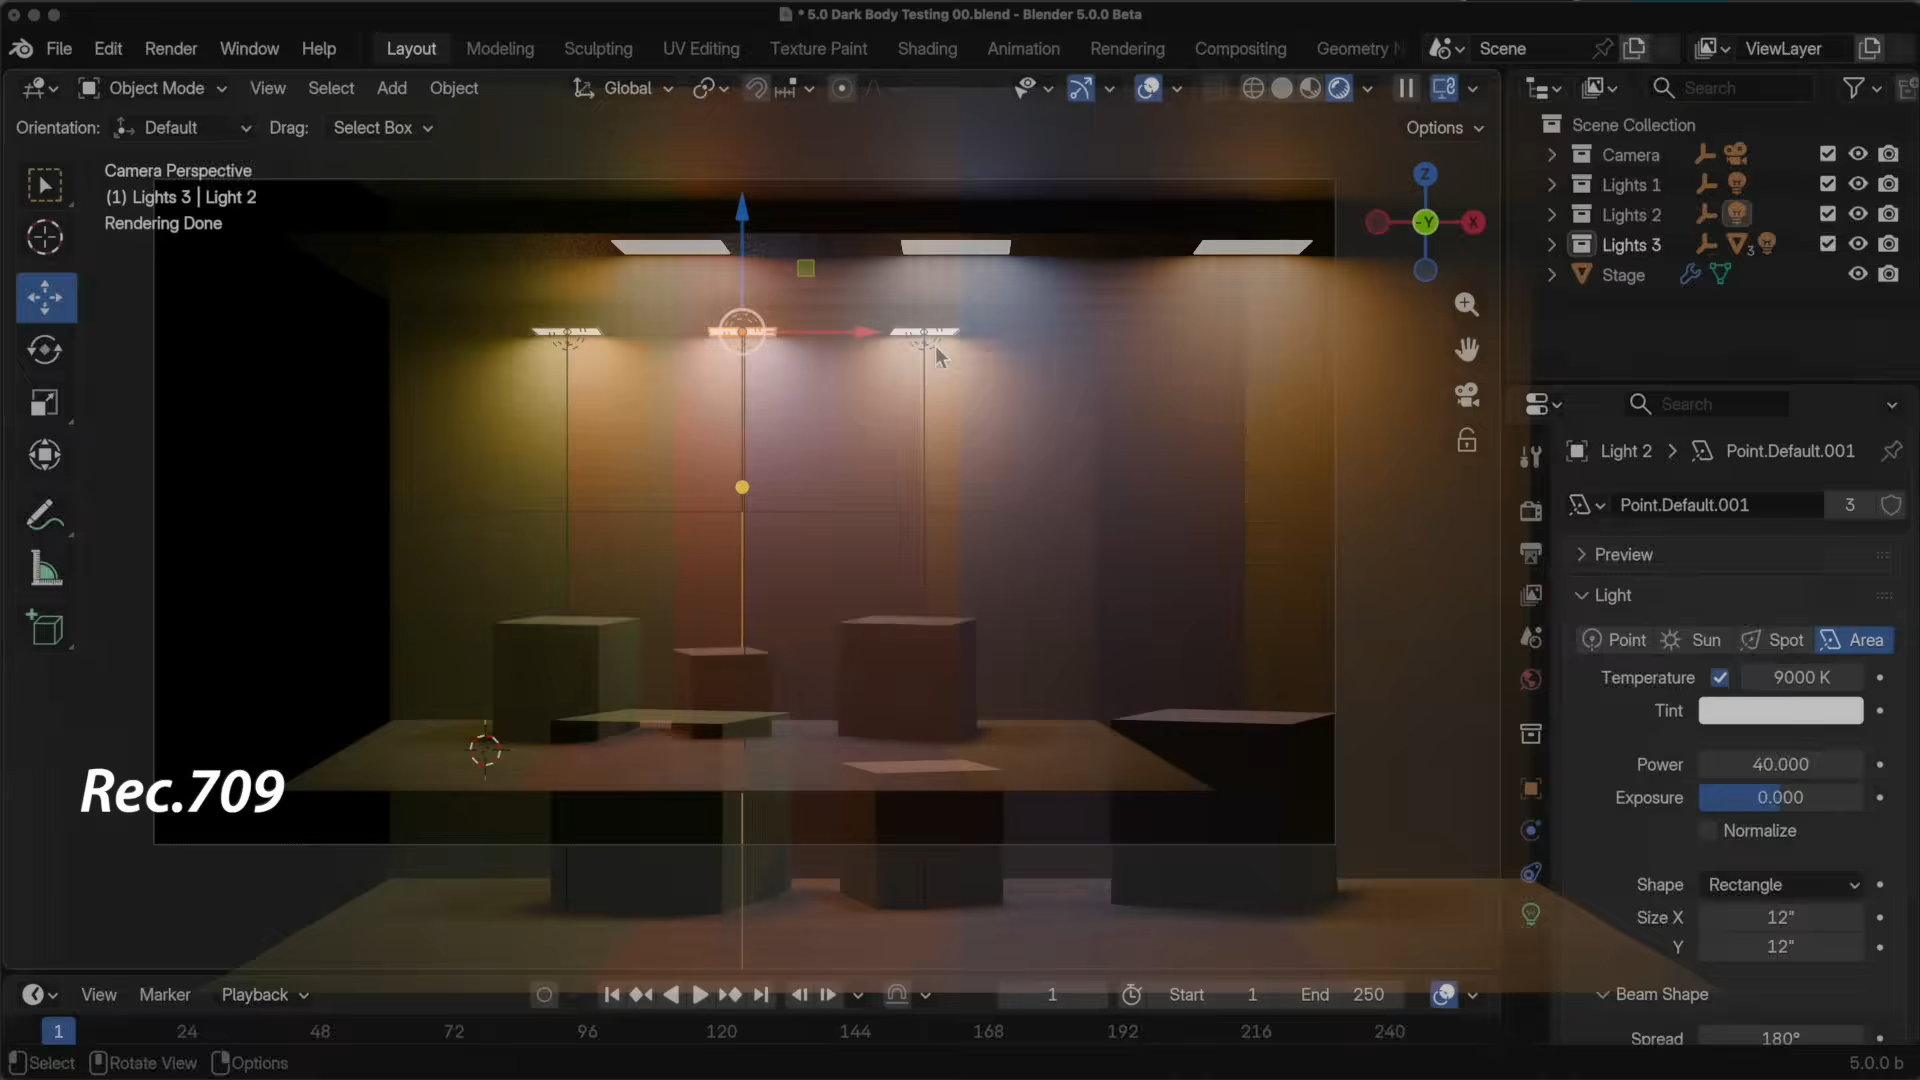 * 5.0 Dark Body Testing 00.blend - Blender 5.0.0 Beta
File Edit Render Window Help
Layout Modeling Sculpting UV Editing Texture Paint Shading Animation Rendering Compositing Geometry
Scene
ViewLayer
Object Mode View Select Add Object
Global
Search
Orientation: Default Drag: Select Box
Options
Camera Perspective
(1) Lights 3 | Light 2
Rendering Done
Z
-Y
X
Scene Collection
Camera
Lights 1
Lights 2
Lights 3
3
Stage
Search
Light 2 > Point.Default.001
Point.Default.001 3
Preview
Light
Point Sun Spot Area
Temperature 9000 K
Tint
Power 40.000
Exposure 0.000
Normalize
Shape Rectangle
Size X 12"
Y 12"
Beam Shape
Spread 180°
Rec.709
View Marker Playback
1
Start 1 End 250
1 24 48 72 96 120 144 168 192 216 240
Select Rotate View Options
5.0.0 b